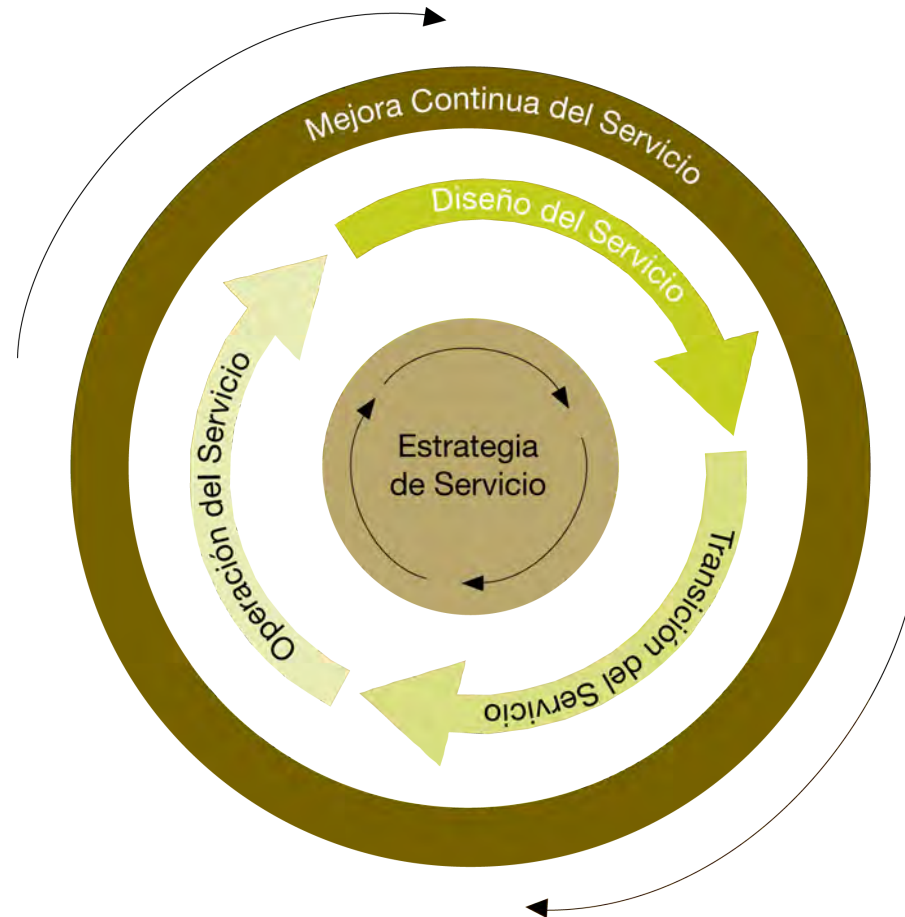 Mejora Continua del Servicio
Diseño del Servicio
Estrategia
de Servicio
Transición del Servicio
Operación del Servicio